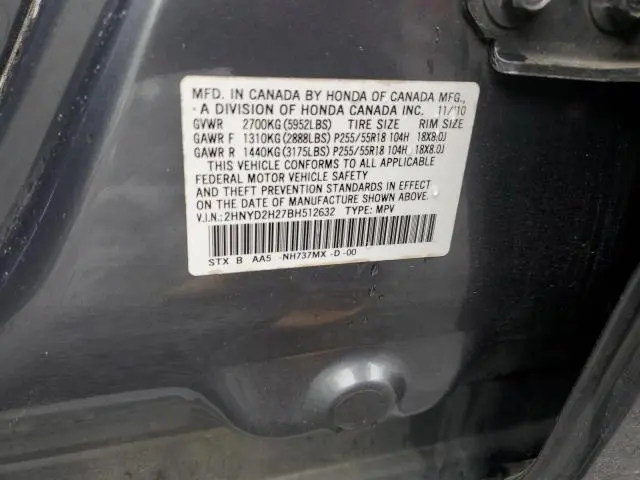 MFD. IN CANADA BY HONDA OF CANADA MFG.,
A DIVISION OF HONDA CANADA INC. 11/'10
GVWR 2700KG (5952LBS) TIRE SIZE RIM SIZE
GAWR F 1310KG (2888LBS) P255/55R18 104H 18X8.0J
GAWR R 1440KG (3175LBS) P255/55R18 104H 18X8.0J
THIS VEHICLE CONFORMS TO ALL APPLICABLE
FEDERAL MOTOR VEHICLE SAFETY
AND THEFT PREVENTION STANDARDS IN EFFECT
ON THE DATE OF MANUFACTURE SHOWN ABOVE.
V.I.N.: 2HNYD2H27BH512632 TYPE: MPV
STX B AA5 -NH737MX -D -00